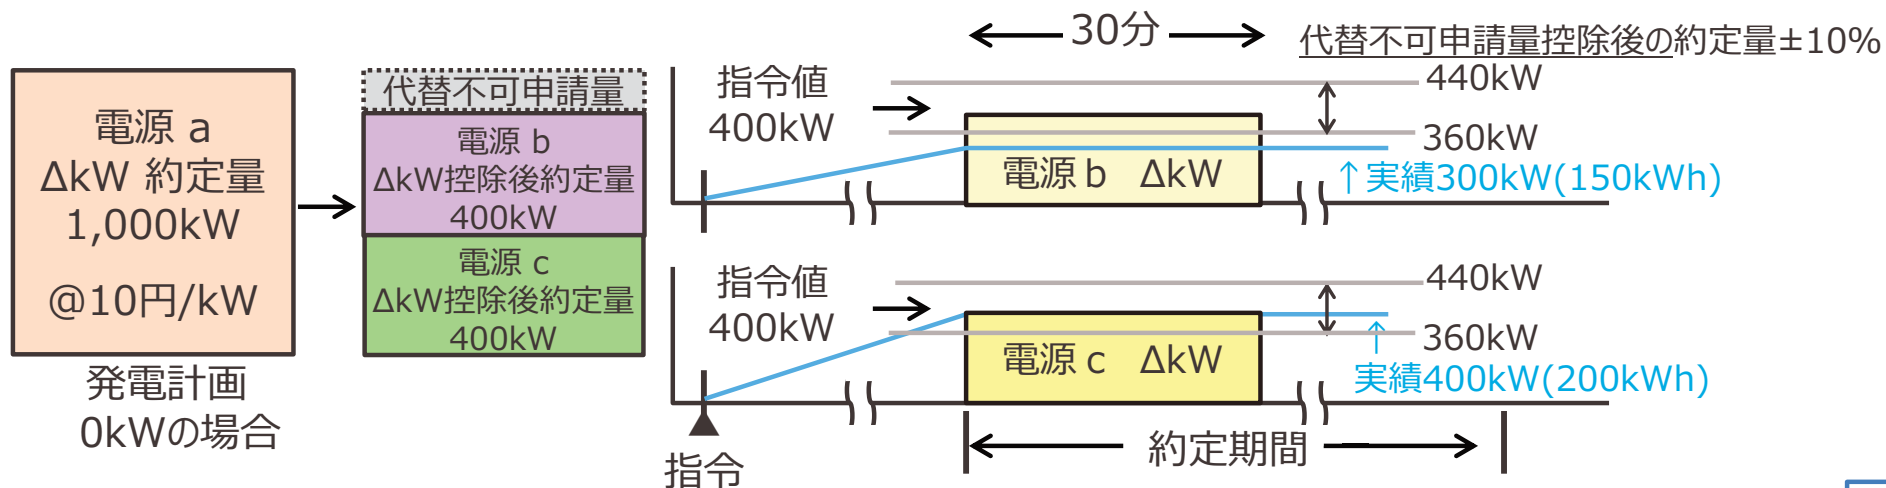 電源 a
ΔkW 約定量
1,000kW
@10円/kW
発電計画
0kWの場合
代替不可申請量
電源 b
ΔkW控除後約定量
400kW
電源 c
ΔkW控除後約定量
400kW
30分
代替不可申請量控除後の約定量±10%
指令値
400kW
440kW
360kW
電源 b ΔkW
↑実績300kW(150kWh)
指令値
400kW
440kW
360kW
電源 c ΔkW
↑
実績400kW(200kWh)
約定期間
指令